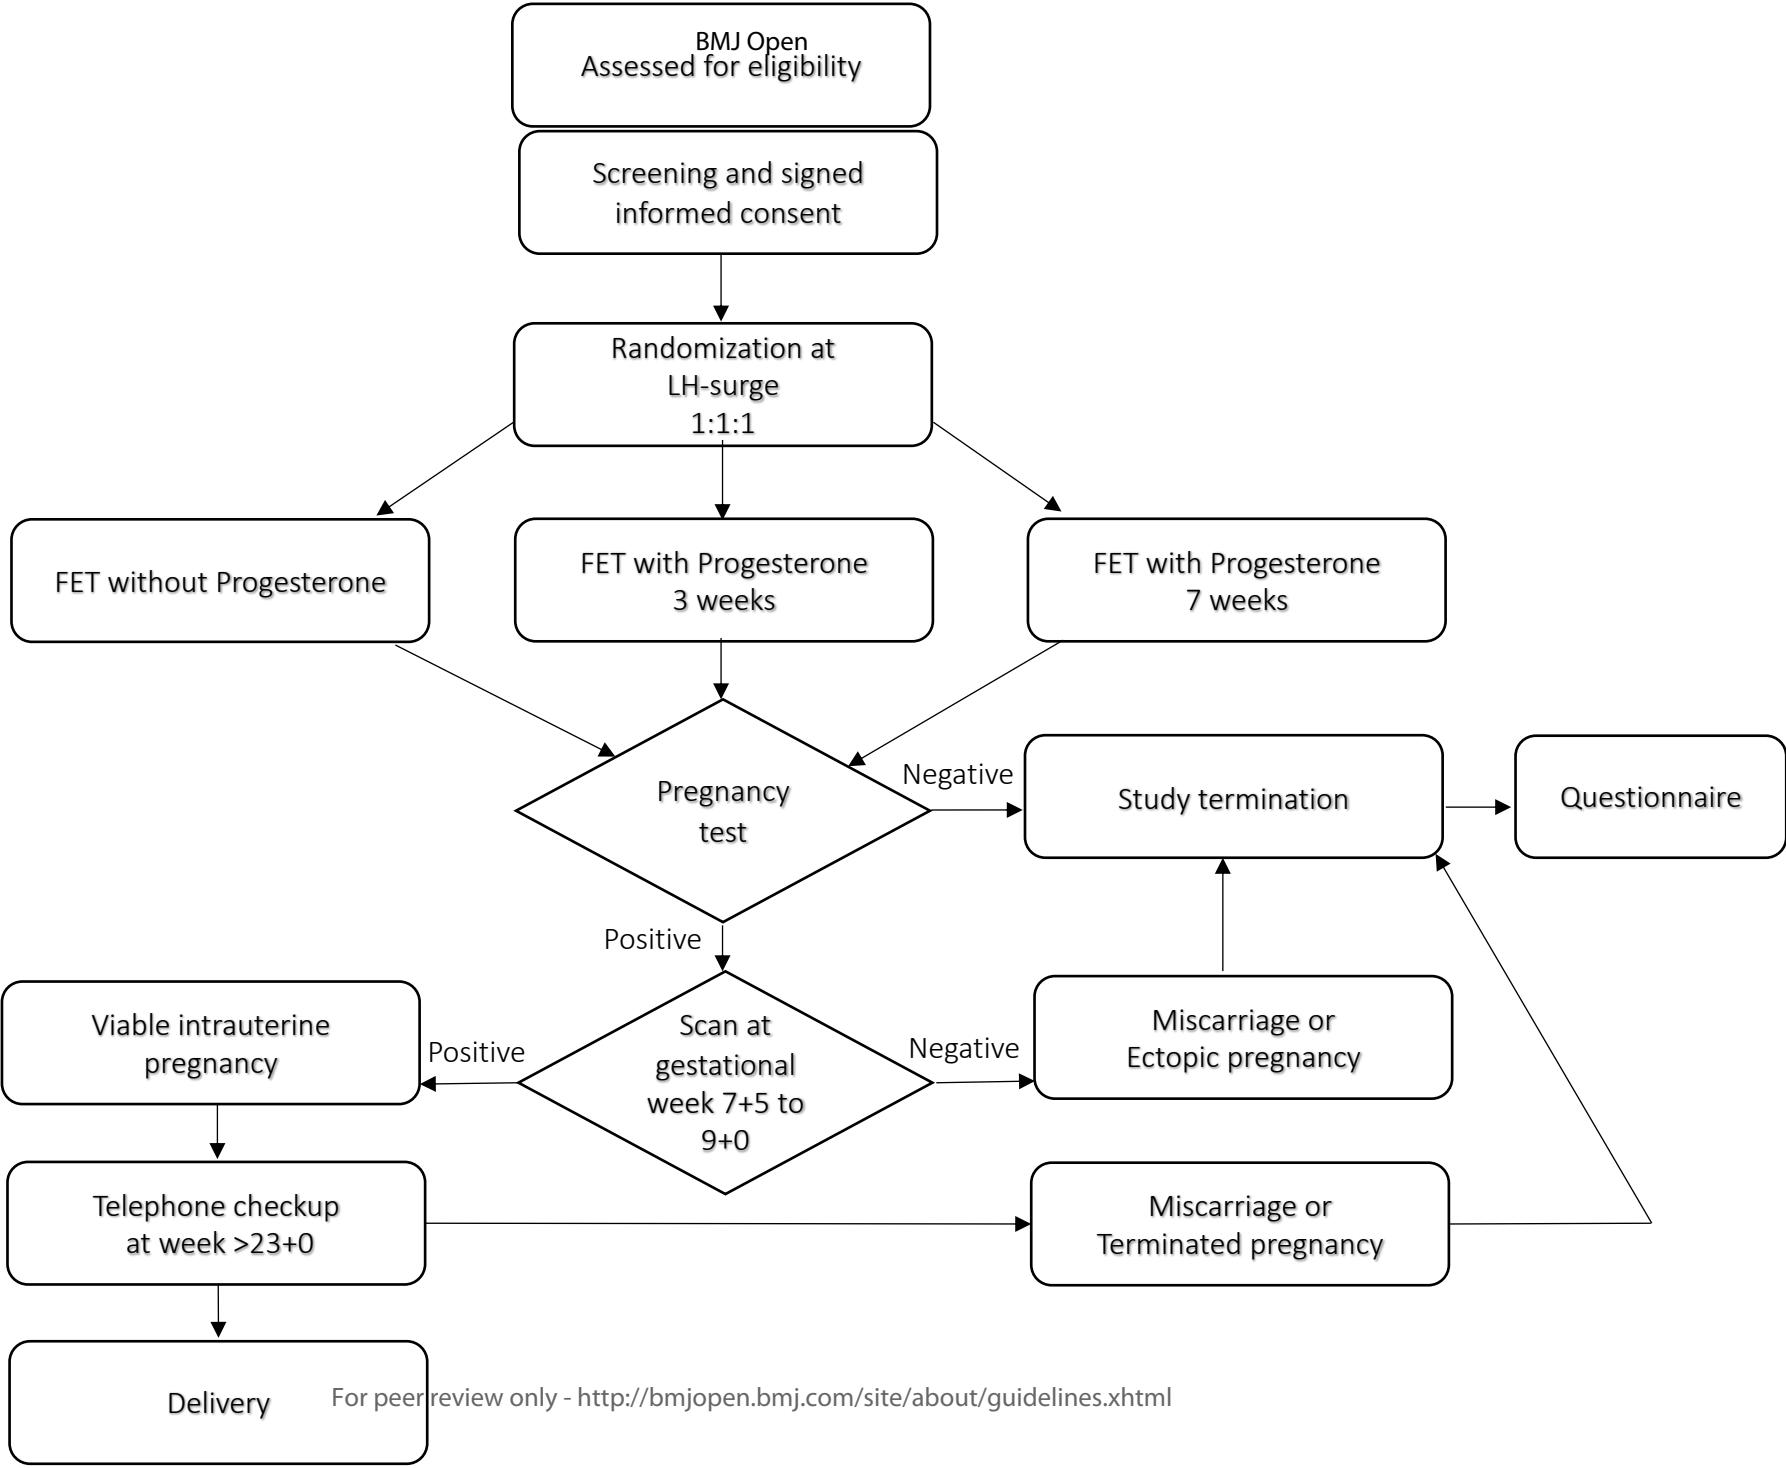 BMJ Open
Assessed for eligibility
Screening and signed
informed consent
Randomization at
LH-surge
1:1:1
FET without Progesterone
FET with Progesterone
3 weeks
FET with Progesterone
7 weeks
Pregnancy
test
Negative
Study termination
Questionnaire
Positive
Viable intrauterine
pregnancy
Positive
Scan at
gestational
week 7+5 to
9+0
Negative
Miscarriage or
Ectopic pregnancy
Telephone checkup
at week >23+0
Miscarriage or
Terminated pregnancy
Delivery
For peer review only - http://bmjopen.bmj.com/site/about/guidelines.xhtml